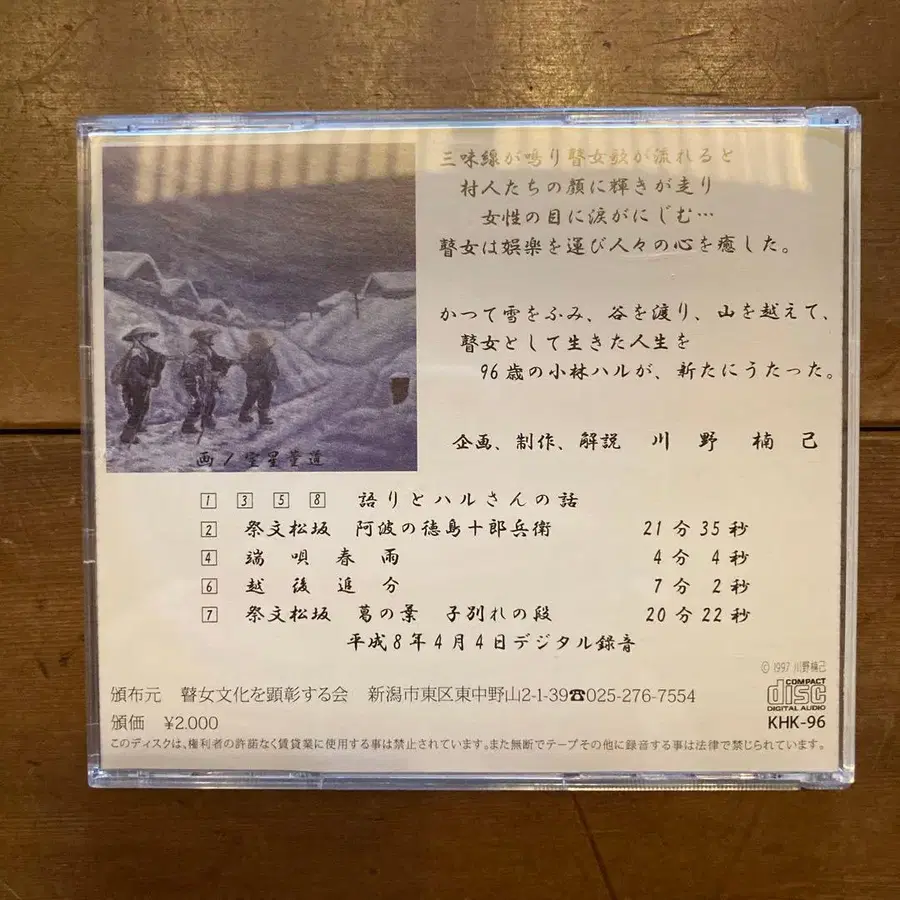 三味線が鳴り瞽女歌が流れると
村人たちの顔に輝きが走り
女性の目に涙がにじむ…
瞽女は娯楽を運び人々の心を癒した。
かつて雪をふみ、谷を渡り、山を越えて、
瞽女として生きた人生を
96歳の小林ハルが、新たにうたった。
企画、制作、解説 川野楠己
画/室星菫道
1 3 5 8 語りとハルさんの話
2 祭文松坂 阿波の徳島十郎兵衛 21分35秒
4 端唄春雨 4分4秒
6 越後追分 7分2秒
7 祭文松坂 葛の葉 子別れの段 20分22秒
平成8年4月4日デジタル録音
© 1997 川野楠己
頒布元 瞽女文化を顕彰する会 新潟市東区東中野山2-1-39☎025-276-7554
COMPACT
disc
DIGITAL AUDIO
頒価 ¥2.000
KHK-96
このディスクは、権利者の許諾なく賃貸業に使用する事は禁止されています。また無断でテープその他に録音する事は法律で禁じられています。